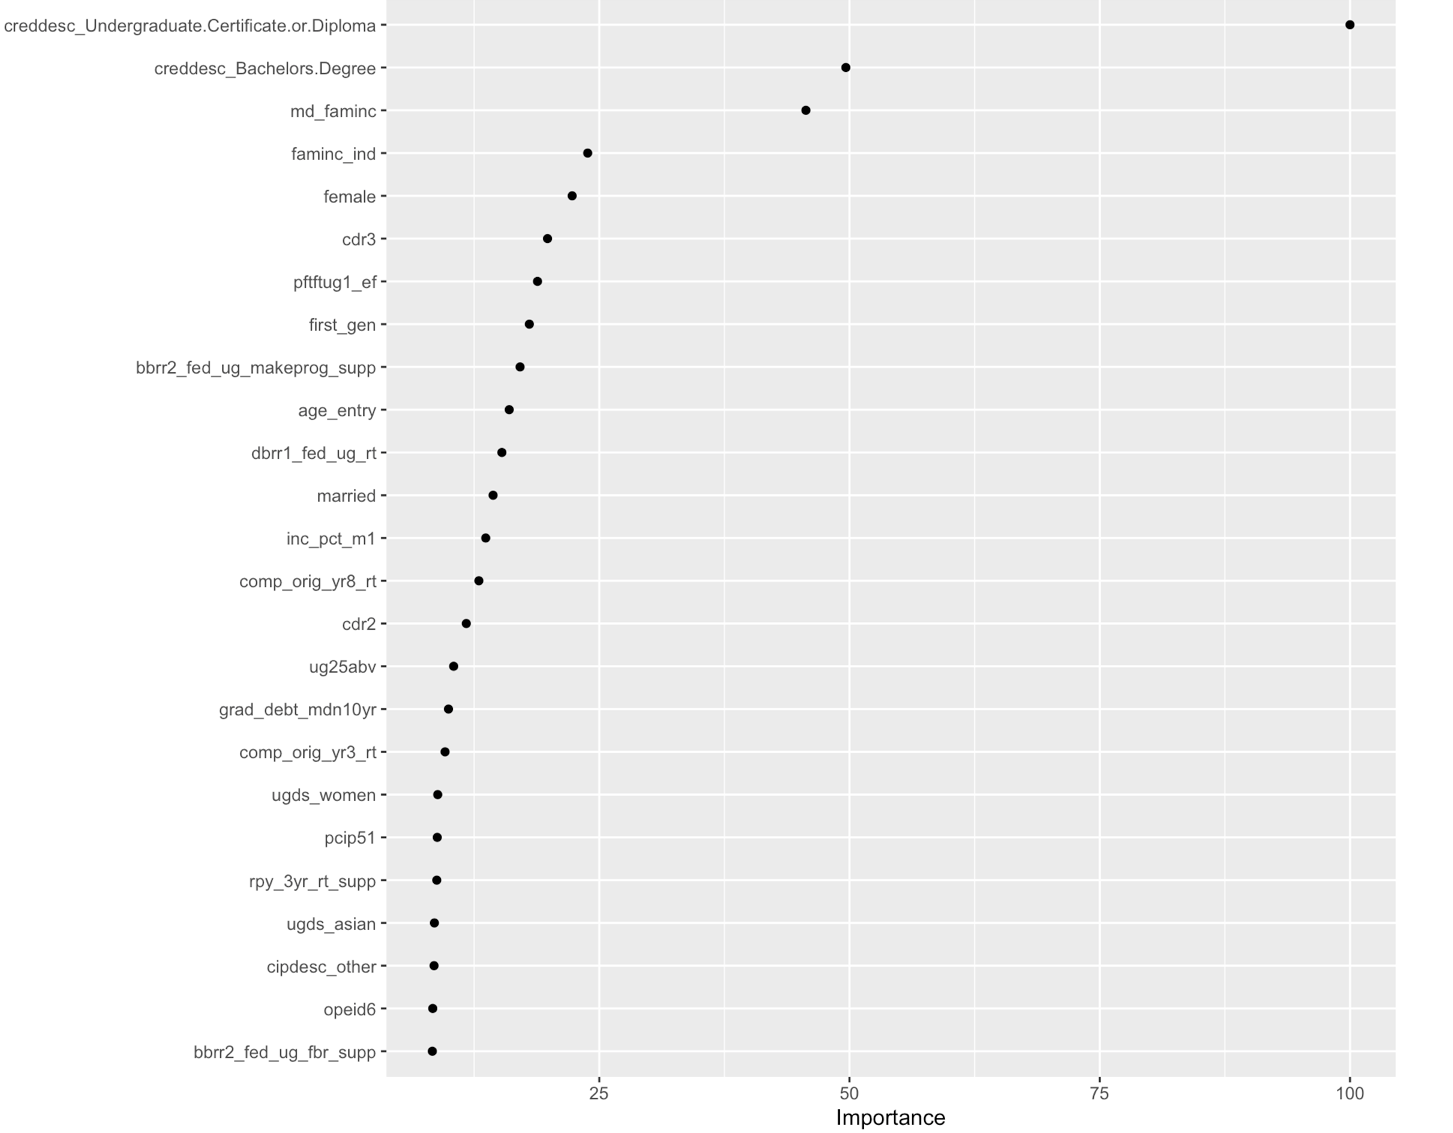 creddesc_Undergraduate.Certificate.or.Diploma
creddesc_Bachelors.Degree
md_faminc
faminc_ind
female
cdr3
pftftug1_ef
first_gen
bbrr2_fed_ug_makeprog_supp
age_entry
dbrr1_fed_ug_rt
married
inc_pct_m1
comp_orig_yr8_rt
cdr2
ug25abv
grad_debt_mdn10yr
comp_orig_yr3_rt
ugds_women
pcip51
rpy_3yr_rt_supp
ugds_asian
cipdesc_other
opeid6
bbrr2_fed_ug_fbr_supp
25 50 75 100
Importance